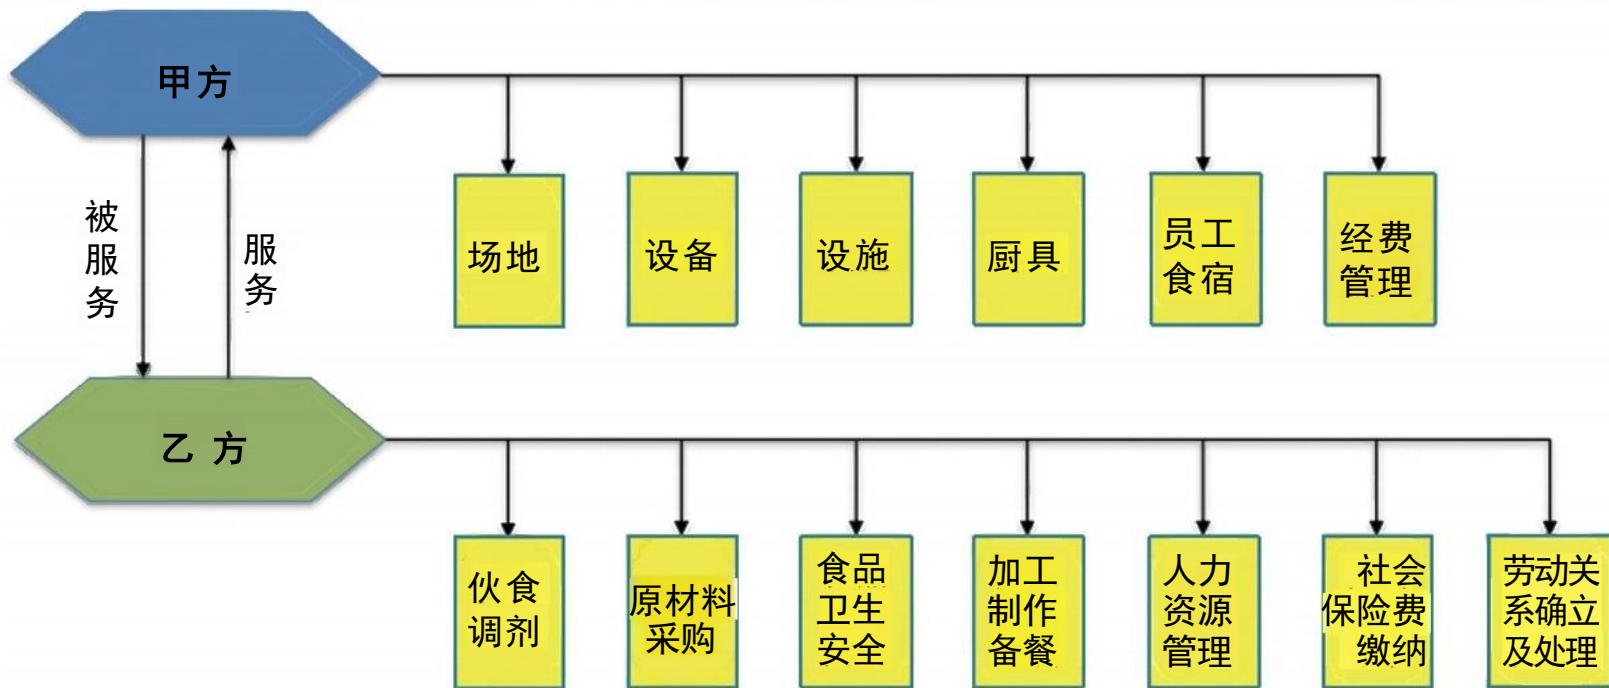 甲方
被
服
务
服
务
场地
设备
设施
厨具
员工
食宿
经费
管理
乙 方
伙食
调剂
原材料
采购
食品
卫生
安全
加工
制作
备餐
人力
资源
管理
社会
保险费
缴纳
劳动关
系确立
及处理